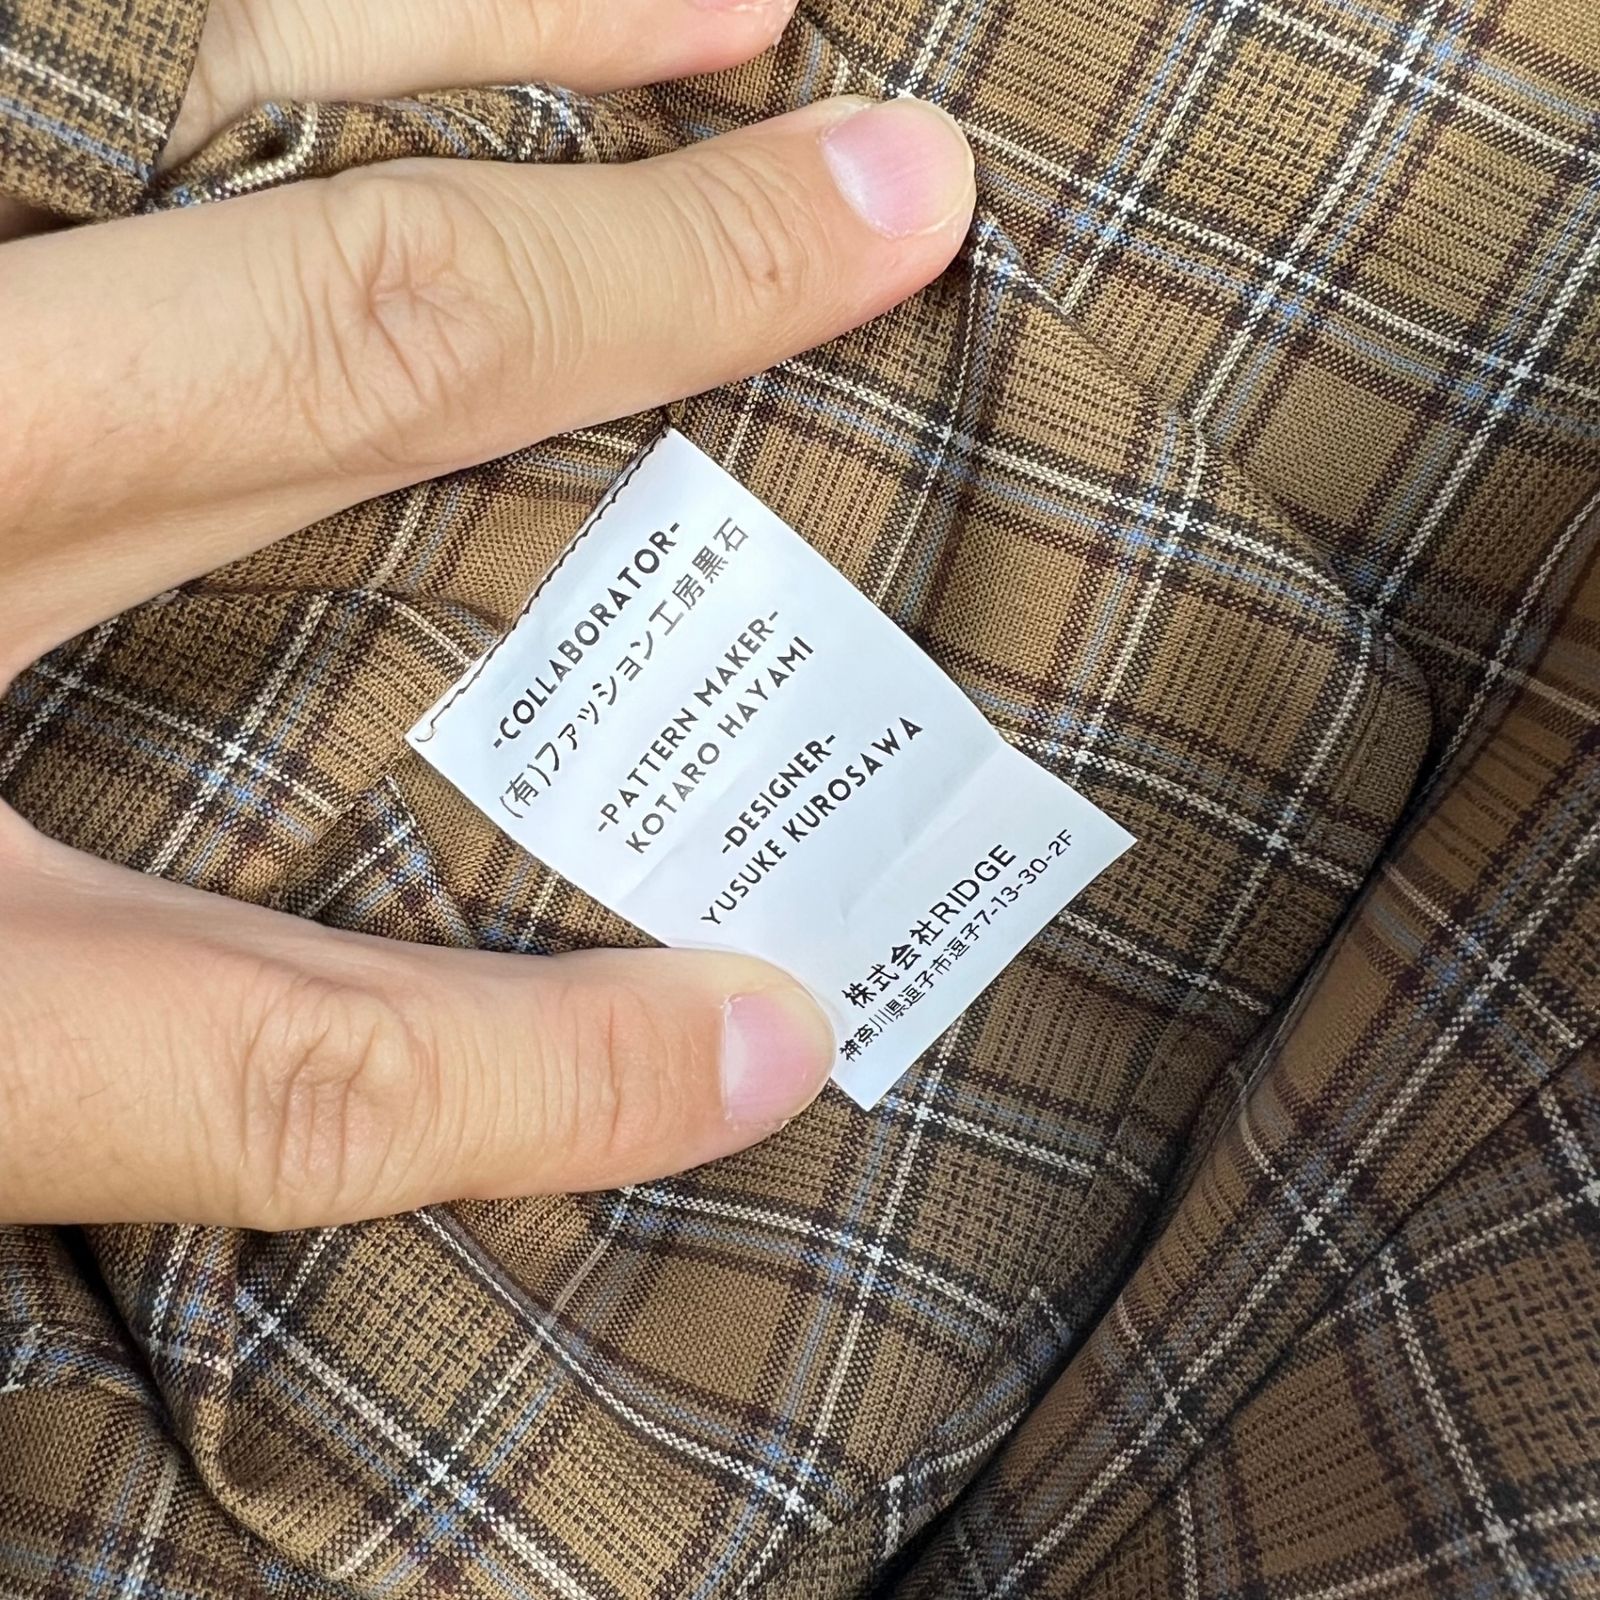 -COLLABORATOR-
(有)ファッション工房黒石
-PATTERN MAKER-
KOTARO HAYAMI
-DESIGNER-
YUSUKE KUROSAWA
株式会社RIDGE
神奈川県逗子市逗子7-13-30-2F